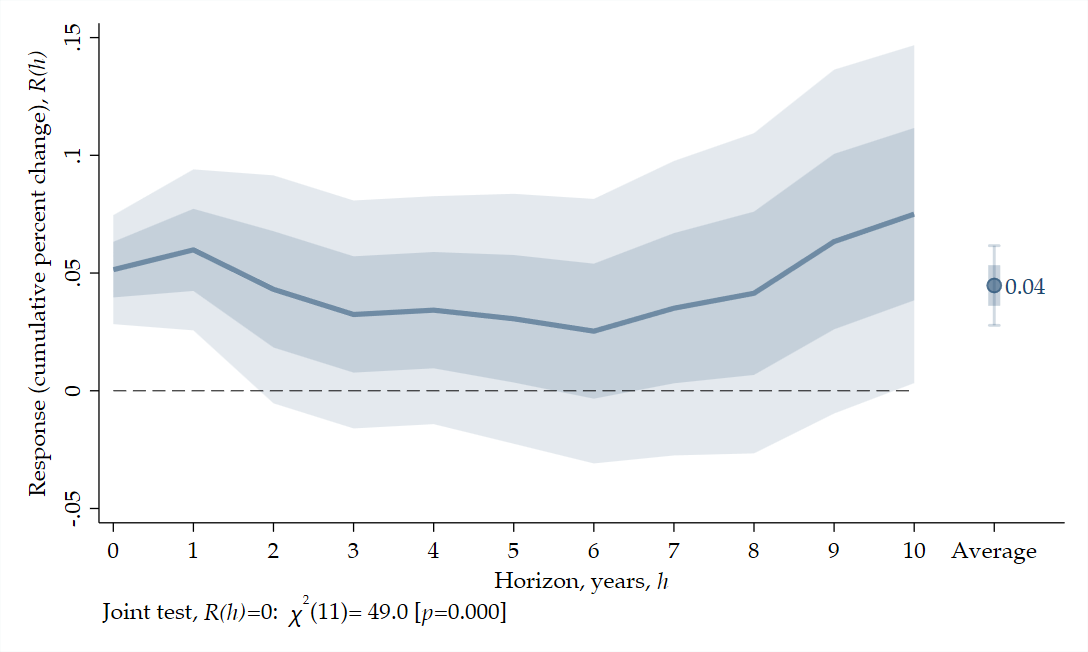 Response (cumulative percent change), R(h)
.15
.1
.05
0
-.05
0.04
0 1 2 3 4 5 6 7 8 9 10 Average
Horizon, years, h
Joint test, R(h)=0: χ²(11)= 49.0 [p=0.000]